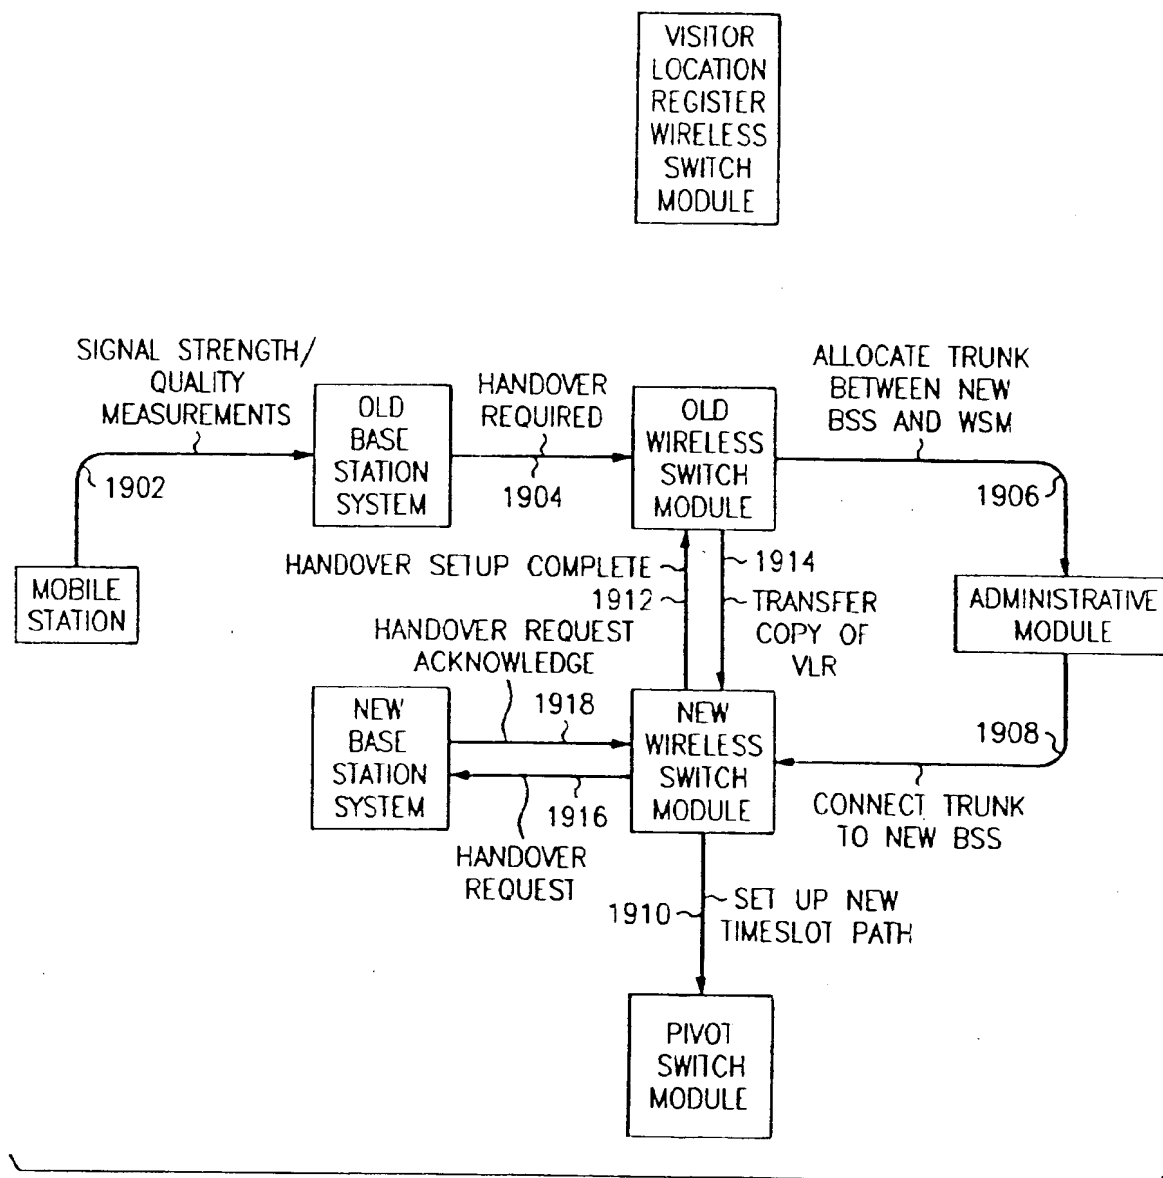 VISITOR
LOCATION
REGISTER
WIRELESS
SWITCH
MODULE
SIGNAL STRENGTH/
QUALITY
MEASUREMENTS
1902
MOBILE
STATION
OLD
BASE
STATION
SYSTEM
HANDOVER
REQUIRED
1904
OLD
WIRELESS
SWITCH
MODULE
ALLOCATE TRUNK
BETWEEN NEW
BSS AND WSM
1906
ADMINISTRATIVE
MODULE
HANDOVER SETUP COMPLETE
1912
1914
TRANSFER
COPY OF
VLR
HANDOVER REQUEST
ACKNOWLEDGE
1918
NEW
BASE
STATION
SYSTEM
1916
HANDOVER
REQUEST
NEW
WIRELESS
SWITCH
MODULE
1908
CONNECT TRUNK
TO NEW BSS
1910
SET UP NEW
TIMESLOT PATH
PIVOT
SWITCH
MODULE